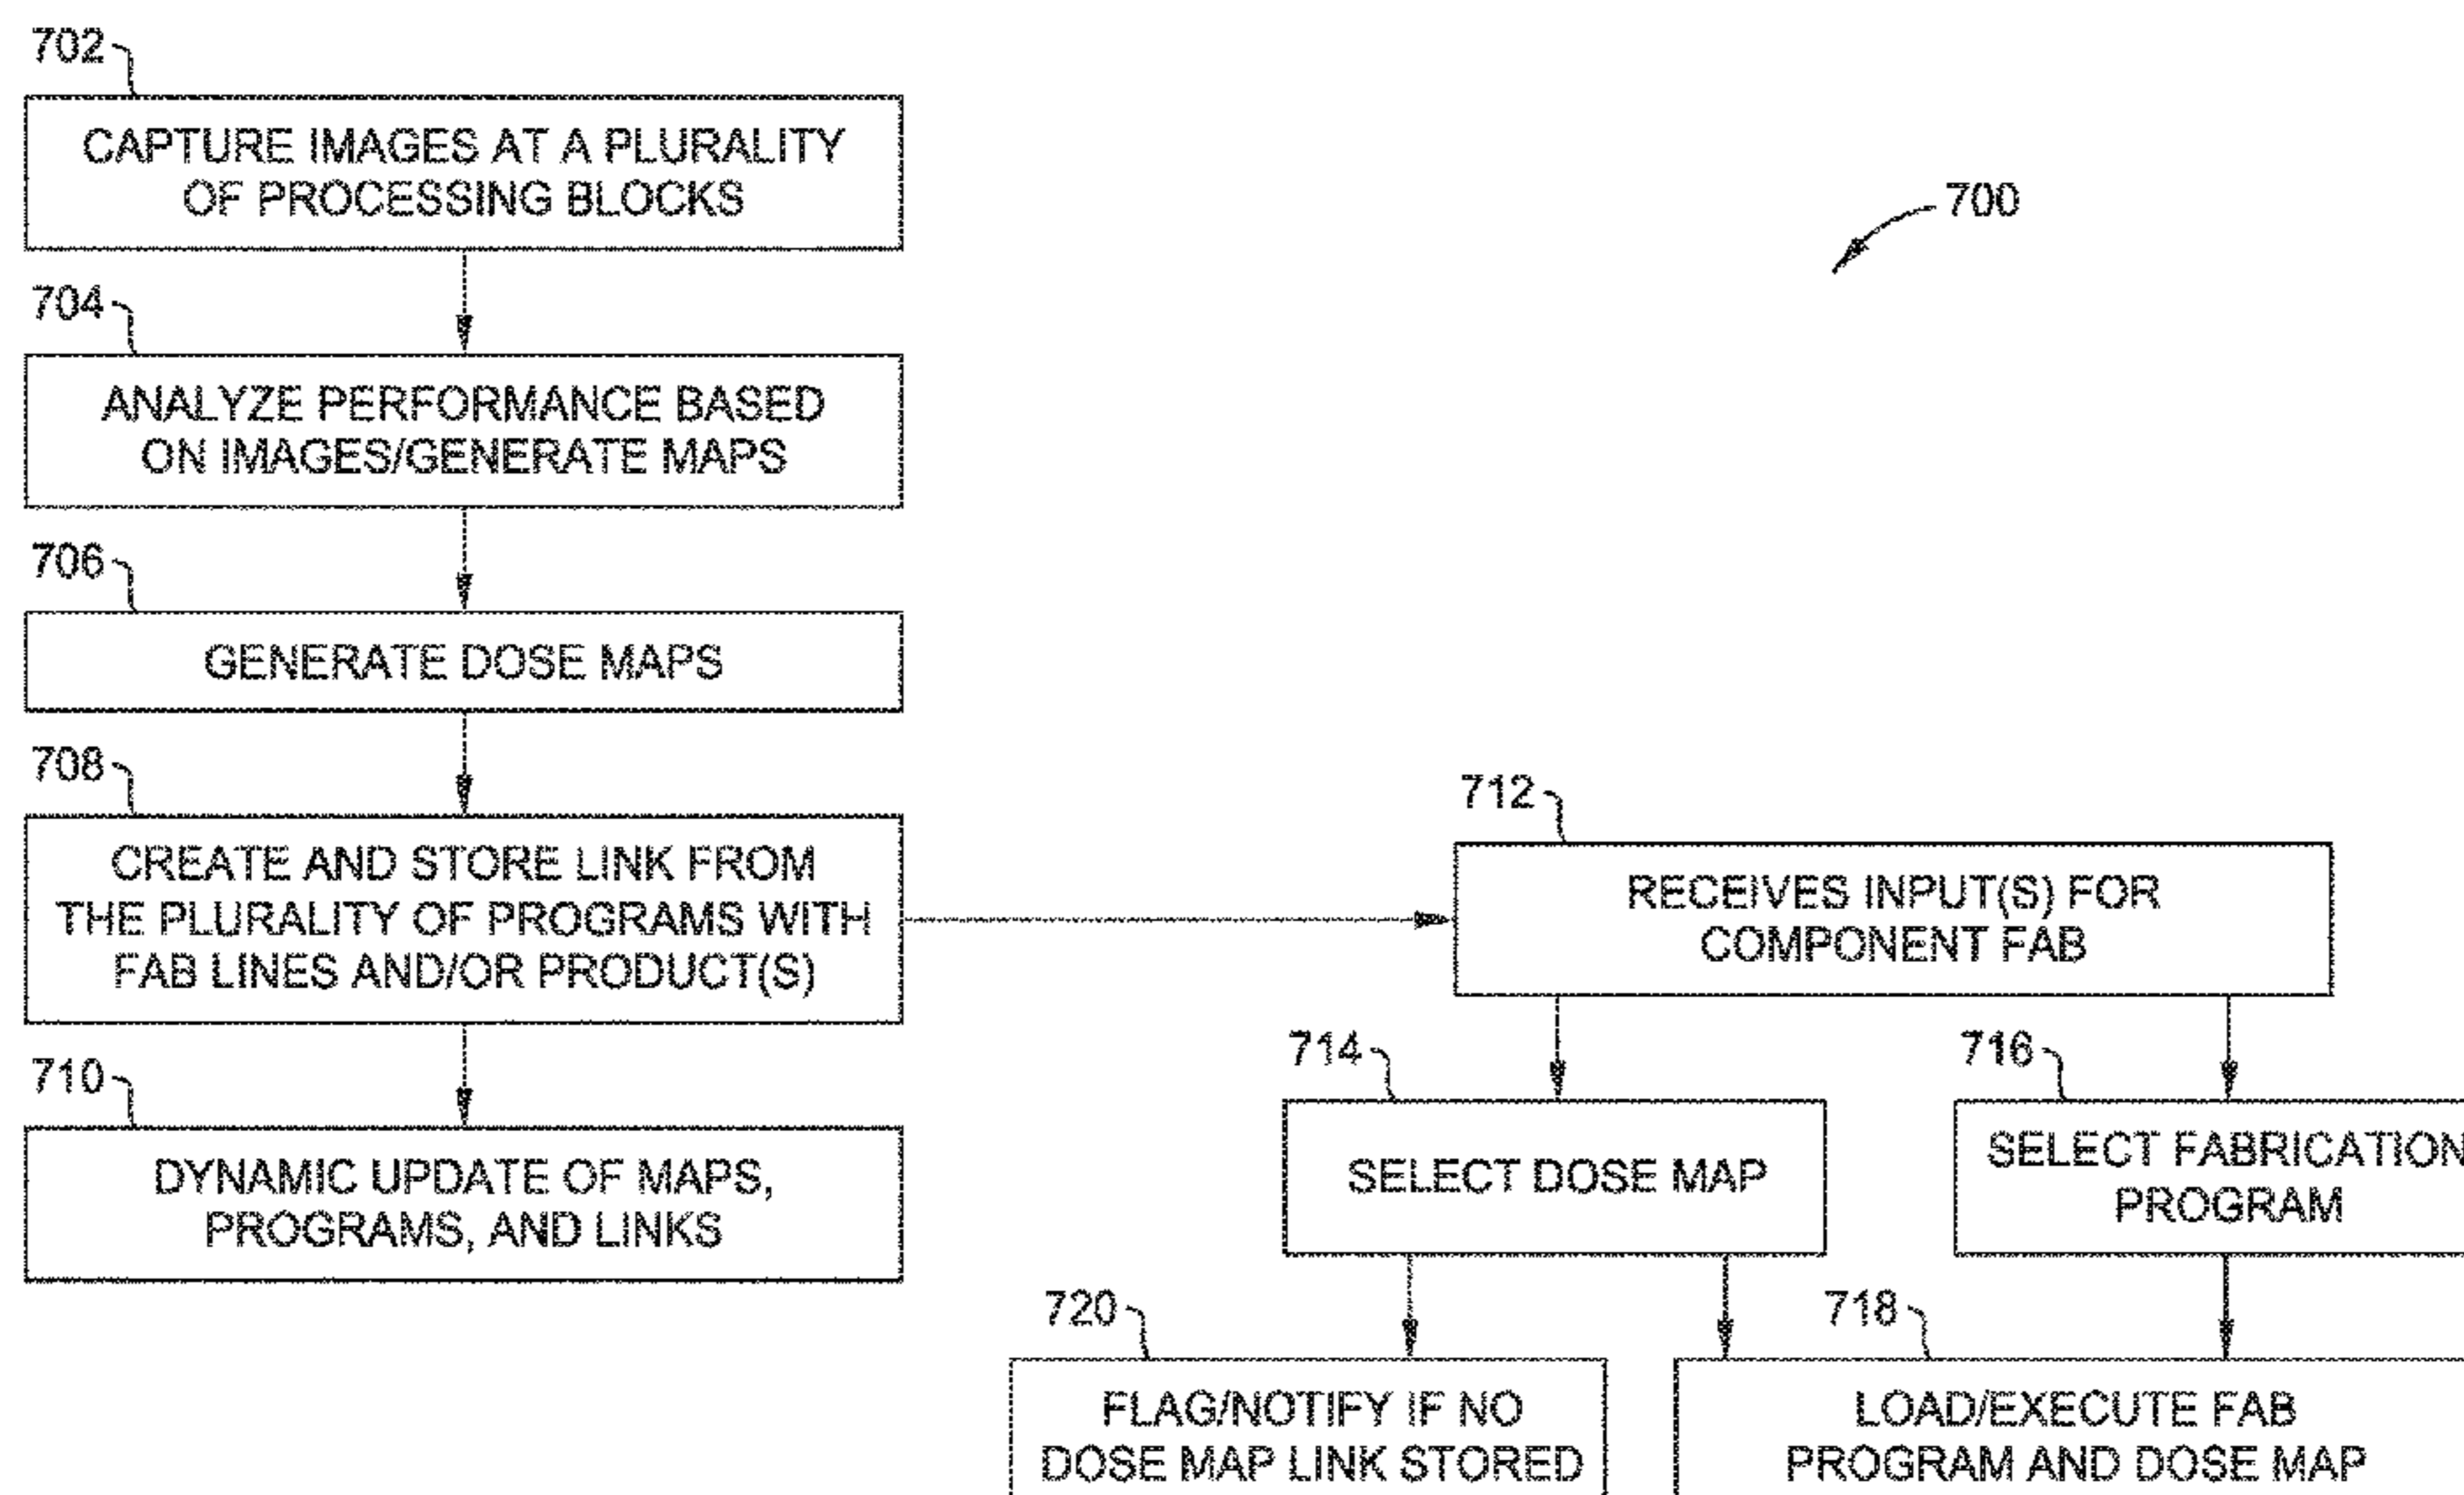 702
CAPTURE IMAGES AT A PLURALITY
OF PROCESSING BLOCKS
700
704
ANALYZE PERFORMANCE BASED
ON IMAGES/GENERATE MAPS
706
GENERATE DOSE MAPS
708
CREATE AND STORE LINK FROM
THE PLURALITY OF PROGRAMS WITH
FAB LINES AND/OR PRODUCT(S)
710
DYNAMIC UPDATE OF MAPS,
PROGRAMS, AND LINKS
712
RECEIVES INPUT(S) FOR
COMPONENT FAB
714
SELECT DOSE MAP
716
SELECT FABRICATION
PROGRAM
720
FLAG/NOTIFY IF NO
DOSE MAP LINK STORED
718
LOAD/EXECUTE FAB
PROGRAM AND DOSE MAP